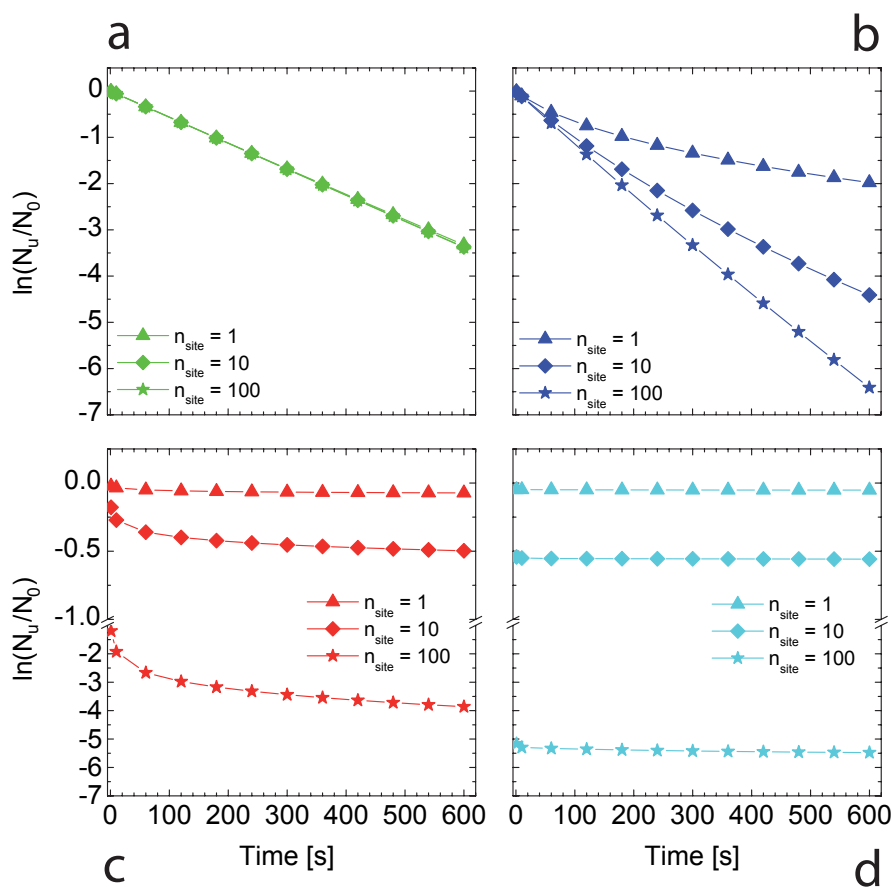 a
b
0
-1
-2
-3
-4
-5
-6
-7
ln(N_u/N_0)
n_site = 1
n_site = 10
n_site = 100
n_site = 1
n_site = 10
n_site = 100
0.0
-0.5
-1.0
-2
-3
-4
-5
-6
-7
ln(N_u/N_0)
n_site = 1
n_site = 10
n_site = 100
n_site = 1
n_site = 10
n_site = 100
0 100 200 300 400 500 600
0 100 200 300 400 500 600
Time [s]
Time [s]
c
d